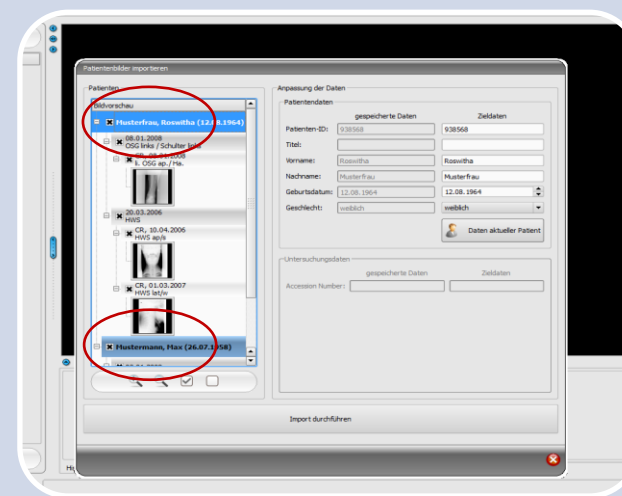 Patientenbilder importieren
Patienten
Bildvorschau
Musterfrau, Roswitha (12.08.1964)
08.01.2008
OSG links / Schulter links
li. OSG ap./Ha.
20.03.2006
HWS
CR, 10.04.2006
HWS ap/s
CR, 01.03.2007
HWS lat/w
Mustermann, Max (26.07.1958)
Anpassung der Daten
Patientendaten
gespeicherte Daten Zieldaten
Patienten-ID: 938568 938568
Titel:
Vorname: Roswitha Roswitha
Nachname: Musterfrau Musterfrau
Geburtsdatum: 12.08.1964 12.08.1964
Geschlecht: weiblich weiblich
Daten aktueller Patient
Untersuchungsdaten
gespeicherte Daten Zieldaten
Accession Number:
Import durchführen